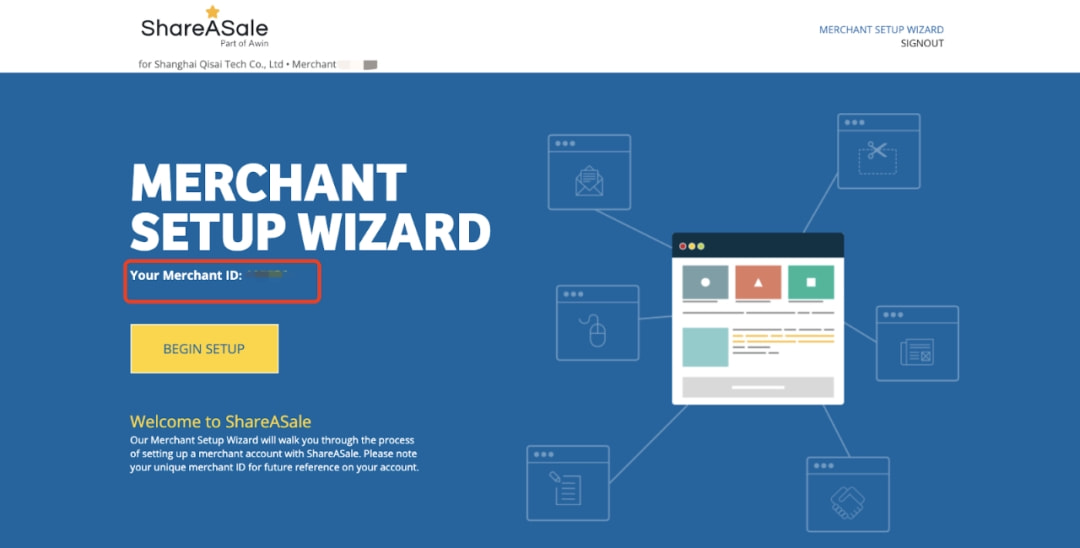 ShareASale
Part of Awin
MERCHANT SETUP WIZARD
SIGNOUT
for Shanghai Qisai Tech Co., Ltd • Merchant
MERCHANT
SETUP WIZARD
Your Merchant ID:
BEGIN SETUP
Welcome to ShareASale
Our Merchant Setup Wizard will walk you through the process
of setting up a merchant account with ShareASale. Please note
your unique merchant ID for future reference on your account.